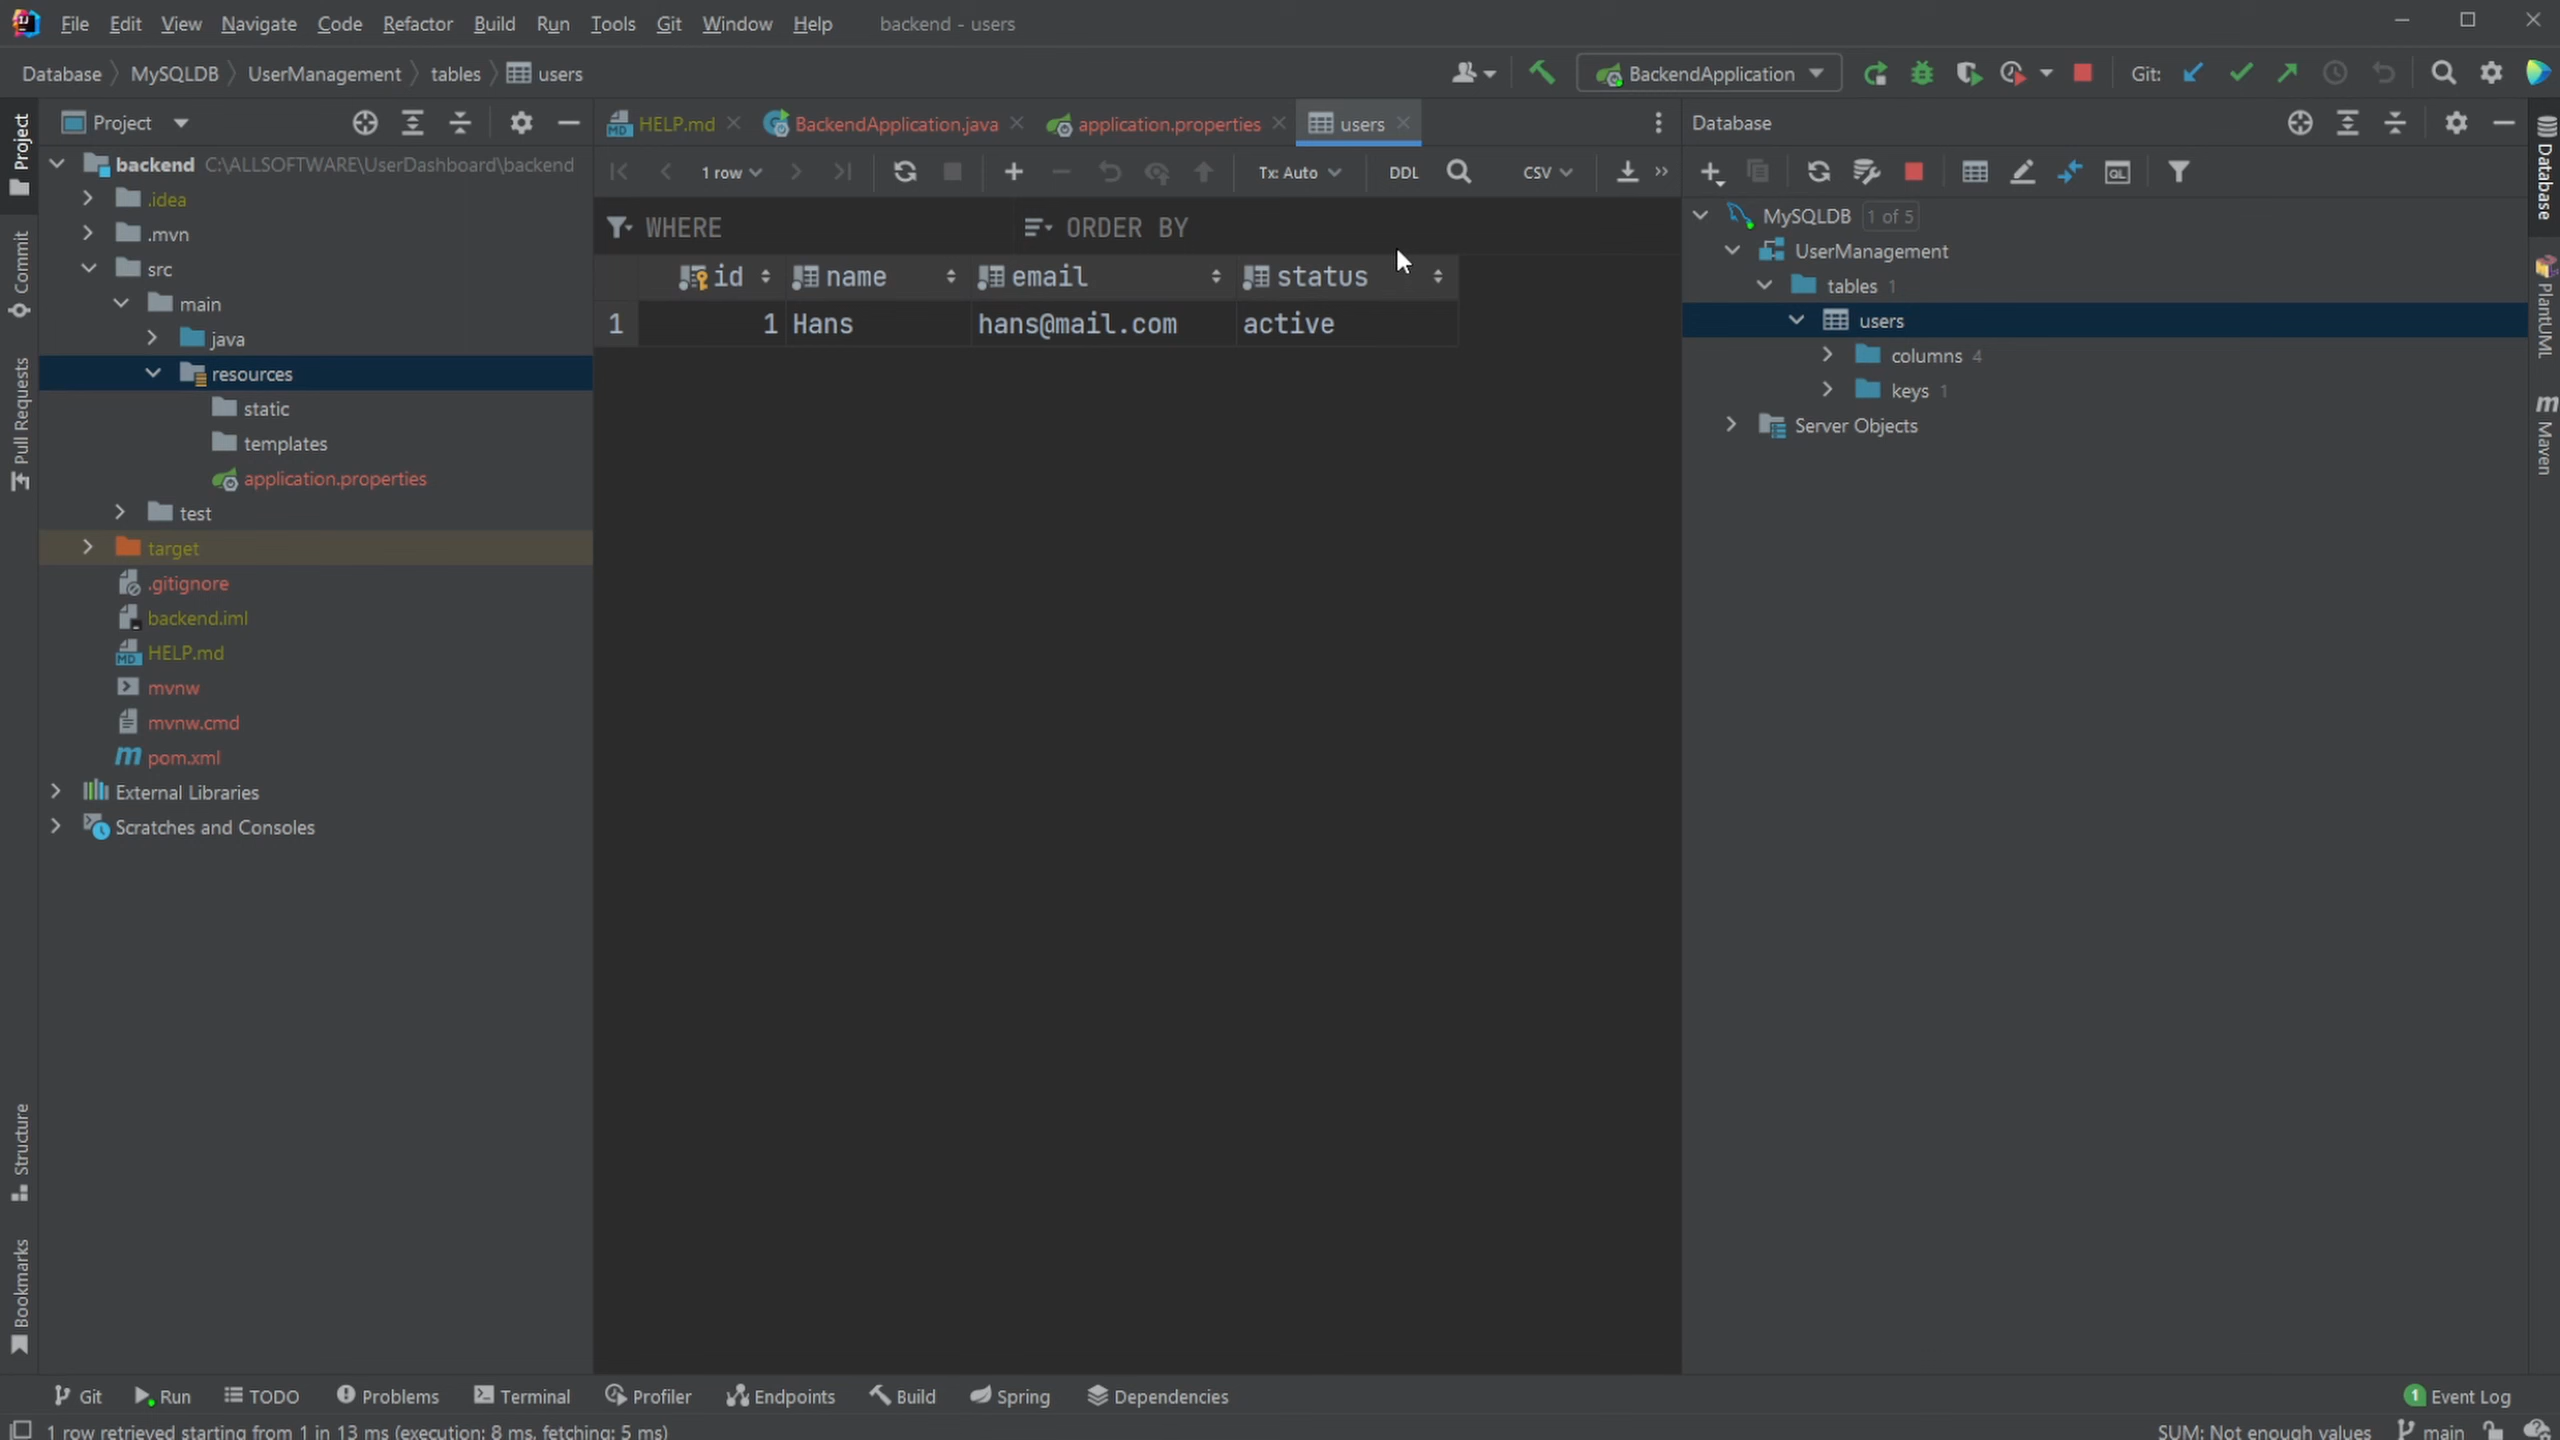 File Edit View Navigate Code Refactor Build Run Tools Git Window Help backend - users
Database MySQLDB UserManagement tables users
BackendApplication
Git:
Project
HELP.md
BackendApplication.java
application.properties
users
Database
1 row
Tx: Auto
DDL
CSV
WHERE
ORDER BY
id name email status
1 1 Hans hans@mail.com active
backend C:\ALLSOFTWARE\UserDashboard\backend
.idea
.mvn
src
main
java
resources
static
templates
application.properties
test
target
.gitignore
backend.iml
HELP.md
mvnw
mvnw.cmd
pom.xml
External Libraries
Scratches and Consoles
MySQLDB 1 of 5
UserManagement
tables 1
users
columns 4
keys 1
Server Objects
Project
Commit
Pull Requests
Structure
Bookmarks
Database
PlantUML
Maven
Git Run TODO Problems Terminal Profiler Endpoints Build Spring Dependencies
1 Event Log
1 row retrieved starting from 1 in 13 ms (execution: 8 ms, fetching: 5 ms)
SUM: Not enough values main